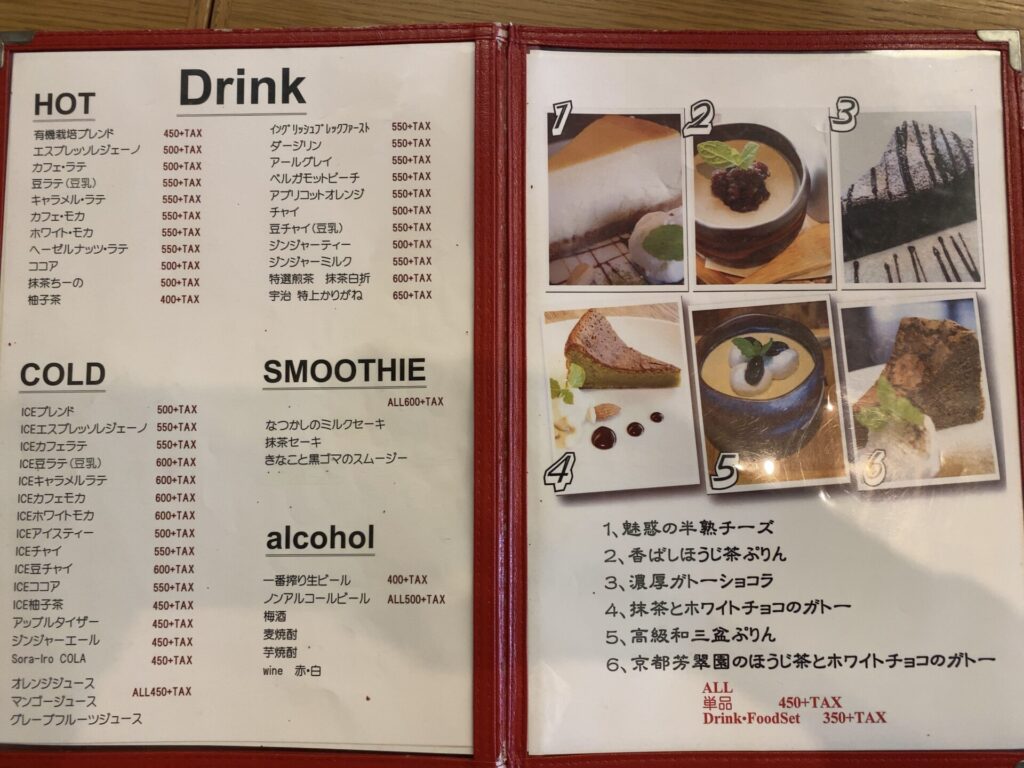 Drink
HOT
有機栽培ブレンド 450+TAX
エスプレッソルジェーノ 500+TAX
カフェ・ラテ 500+TAX
豆ラテ(豆乳) 550+TAX
キャラメル・ラテ 550+TAX
カフェ・モカ 550+TAX
ホワイト・モカ 550+TAX
ヘーゼルナッツ・ラテ 550+TAX
ココア 500+TAX
抹茶ちーの 500+TAX
柚子茶 400+TAX
イングリッシュブレックファースト 550+TAX
ダージリン 550+TAX
アールグレイ 550+TAX
ベルガモットピーチ 550+TAX
アプリコットオレンジ 550+TAX
チャイ 500+TAX
豆チャイ(豆乳) 550+TAX
ジンジャーティー 500+TAX
ジンジャーミルク 550+TAX
特選煎茶 抹茶白折 600+TAX
宇治 特上かりがね 650+TAX
COLD
ICEブレンド 500+TAX
ICEエスプレッソルジェーノ 550+TAX
ICEカフェラテ 550+TAX
ICE豆ラテ(豆乳) 600+TAX
ICEキャラメルラテ 600+TAX
ICEカフェモカ 600+TAX
ICEホワイトモカ 600+TAX
ICEアイスティー 500+TAX
ICEチャイ 550+TAX
ICE豆チャイ 600+TAX
ICEココア 550+TAX
ICE柚子茶 450+TAX
アップルタイザー 450+TAX
ジンジャーエール 450+TAX
Sora-Iro COLA 450+TAX
オレンジジュース
ALL450+TAX
マンゴージュース
グレープフルーツジュース
SMOOTHIE
ALL600+TAX
なつかしのミルクセーキ
抹茶セーキ
きなこと黒ゴマのスムージー
alcohol
一番搾り生ビール 400+TAX
ノンアルコールビール ALL500+TAX
梅酒
麦焼酎
芋焼酎
wine 赤・白
1
2
3
4
5
6
1、魅惑の半熟チーズ
2、香ばしほうじ茶ぷりん
3、濃厚ガトーショコラ
4、抹茶とホワイトチョコのガトー
5、高級和三盆ぷりん
6、京都芳翠園のほうじ茶とホワイトチョコのガトー
ALL
単品 450+TAX
Drink・FoodSet 350+TAX